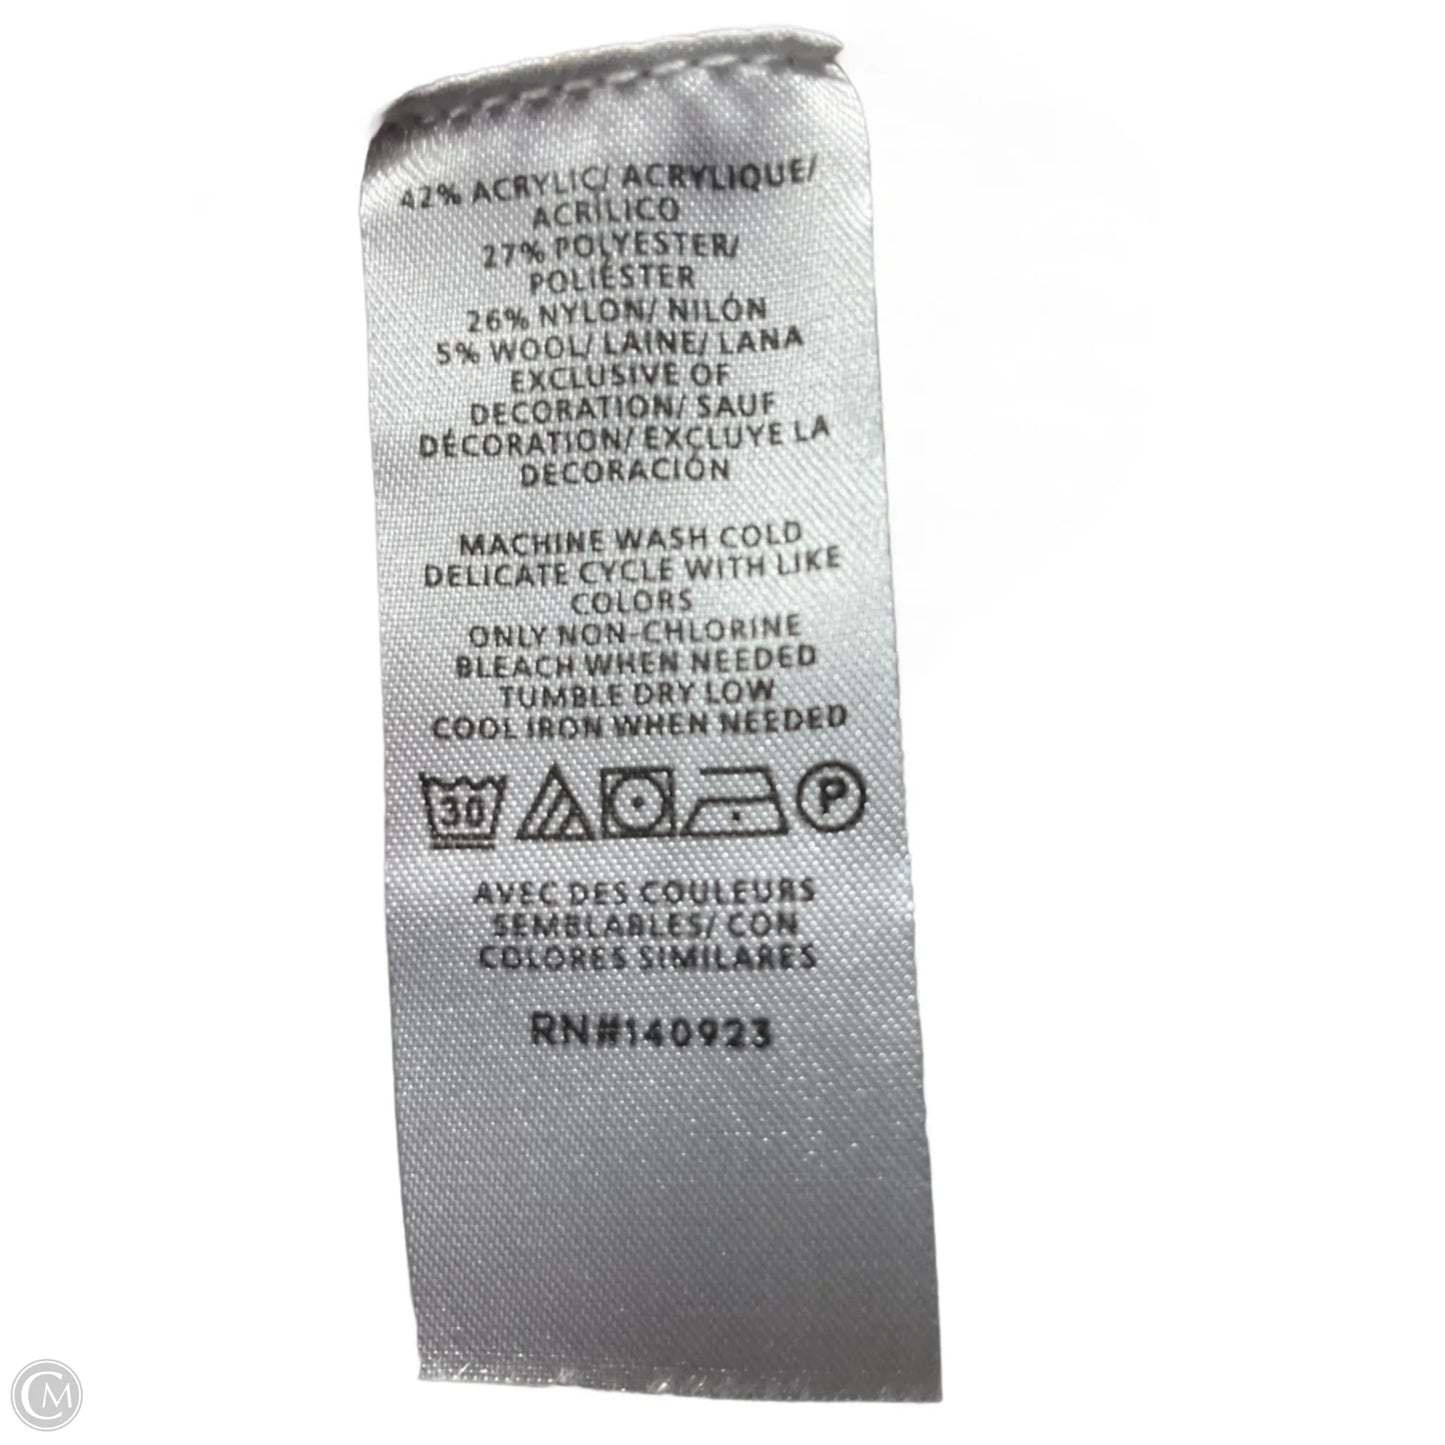 42% ACRYLIC/ ACRYLIQUE/
ACRÍLICO
27% POLYESTER/
POLIÉSTER
26% NYLON/ NILÓN
5% WOOL/ LAINE/ LANA
EXCLUSIVE OF
DECORATION/ SAUF
DÉCORATION/ EXCLUYE LA
DECORACIÓN
MACHINE WASH COLD
DELICATE CYCLE WITH LIKE
COLORS
ONLY NON-CHLORINE
BLEACH WHEN NEEDED
TUMBLE DRY LOW
COOL IRON WHEN NEEDED
30 P
AVEC DES COULEURS
SEMBLABLES/ CON
COLORES SIMILARES
RN#140923
CM